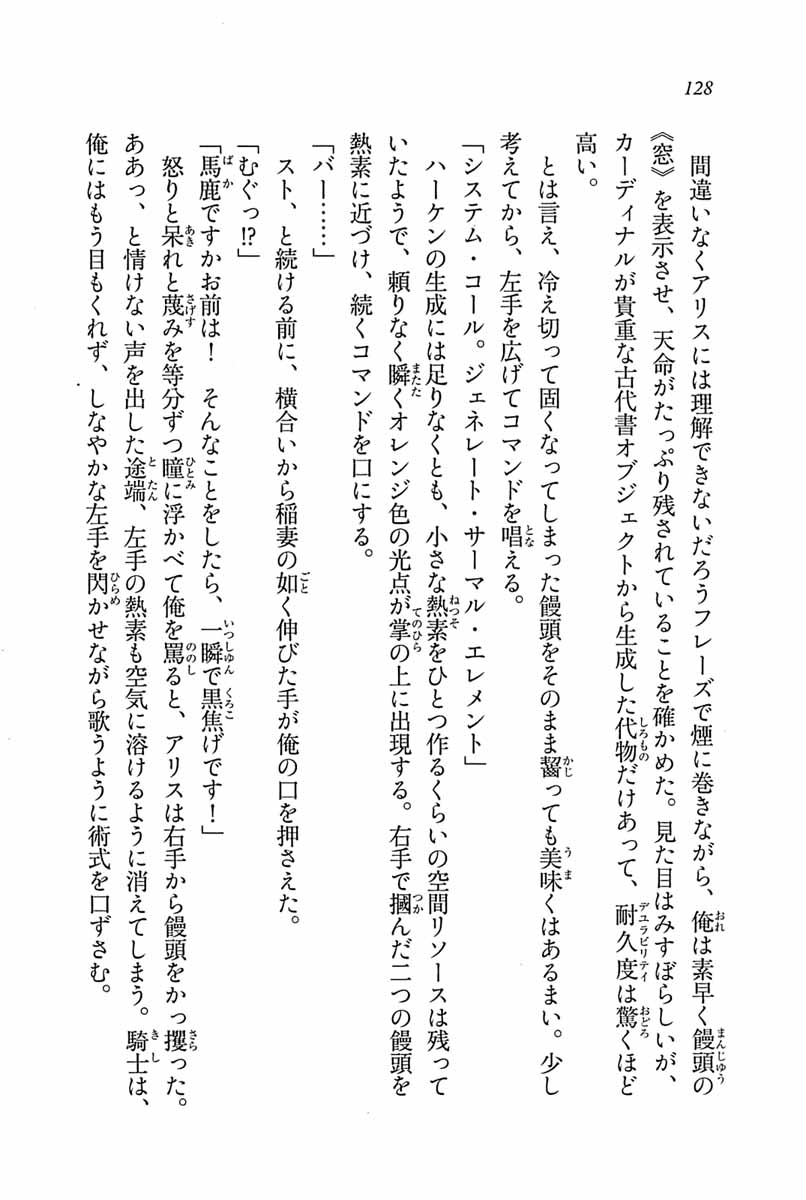 128
間違いなくアリスには理解できないだろうフレーズで煙に巻きながら、俺は素早く饅頭の
《窓》を表示させ、天命がたっぷり残されていることを確かめた。見た目はみすぼらしいが、
カーディナルが貴重な古代書オブジェクトから生成した代物だけあって、耐久度は驚くほど
高い。
とは言え、冷え切って固くなってしまった饅頭をそのまま齧っても美味くはあるまい。少し
考えてから、左手を広げてコマンドを唱える。
「システム・コール。ジェネレート・サーマル・エレメント」
ハーケンの生成には足りなくとも、小さな熱素をひとつ作るくらいの空間リソースは残って
いたようで、頼りなく瞬くオレンジ色の光点が掌の上に出現する。右手で摑んだ二つの饅頭を
熱素に近づけ、続くコマンドを口にする。
「バー……」
スト、と続ける前に、横合いから稲妻の如く伸びた手が俺の口を押さえた。
「むぐっ!?」
「馬鹿ですかお前は！　そんなことをしたら、一瞬で黒焦げです！」
怒りと呆れと蔑みを等分ずつ瞳に浮かべて俺を罵ると、アリスは右手から饅頭をかっ攫った。
ああっ、と情けない声を出した途端、左手の熱素も空気に溶けるように消えてしまう。騎士は、
俺にはもう目もくれず、しなやかな左手を閃かせながら歌うように術式を口ずさむ。